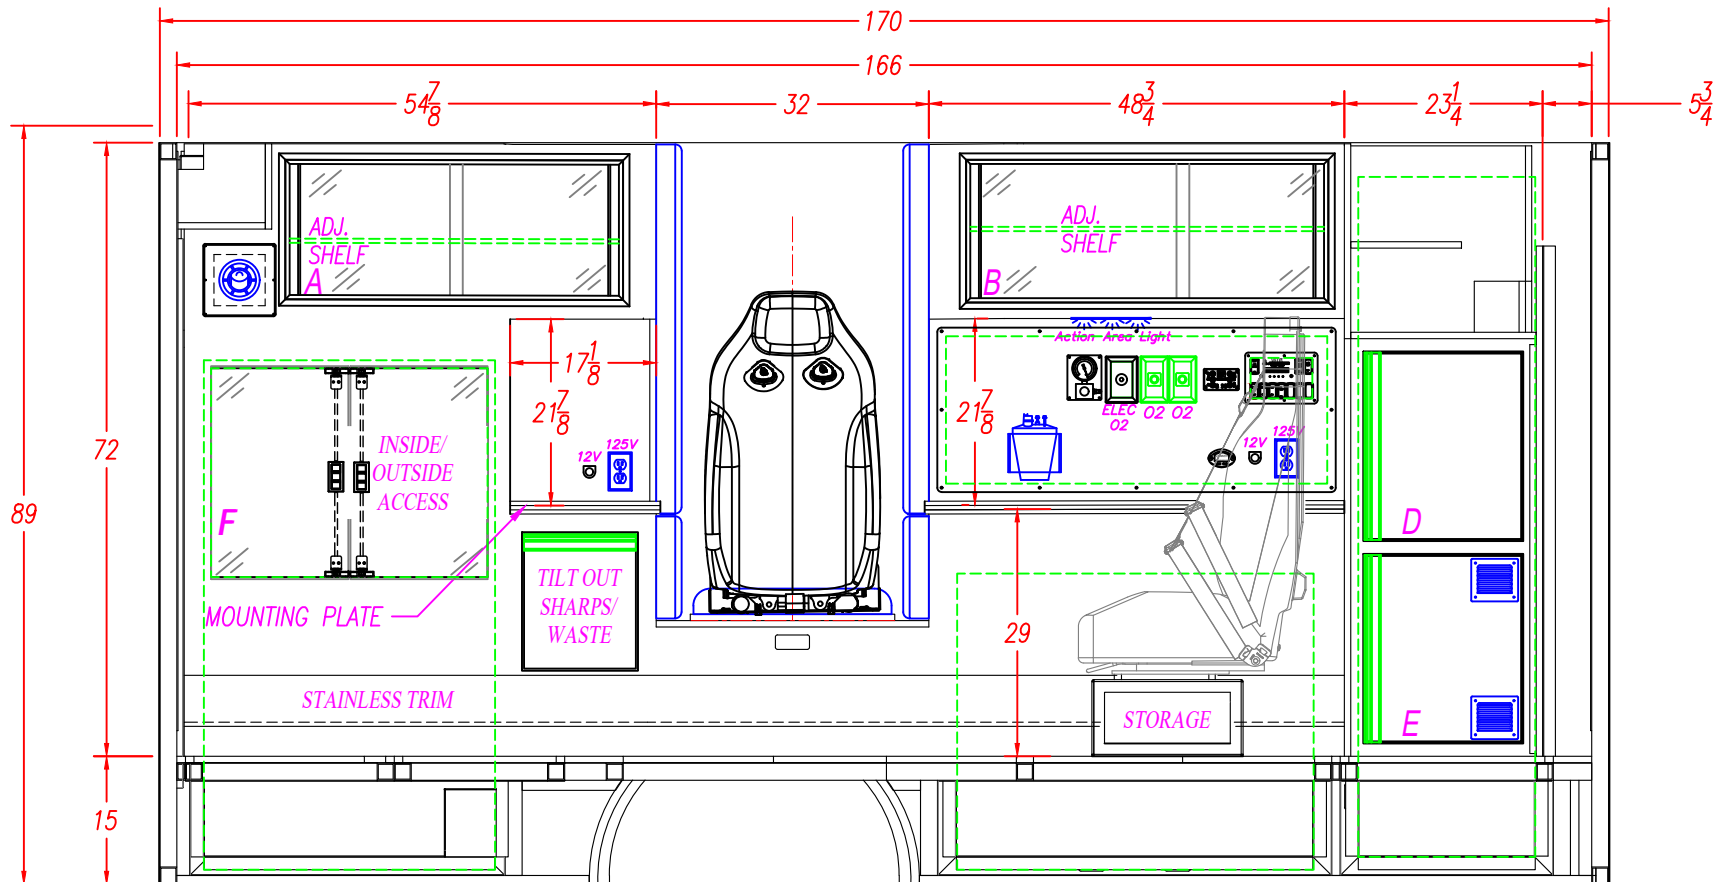 170
166
54 7/8
32
48 3/4
23 1/4
5 3/4
ADJ.
SHELF
A
ADJ.
SHELF
B
Action Area Light
17 1/8
21 7/8
21 7/8
ELEC
O2
O2
O2
12V
125V
12V
125V
INSIDE/
OUTSIDE
ACCESS
F
72
89
D
MOUNTING PLATE
TILT OUT
SHARPS/
WASTE
29
STAINLESS TRIM
STORAGE
E
15